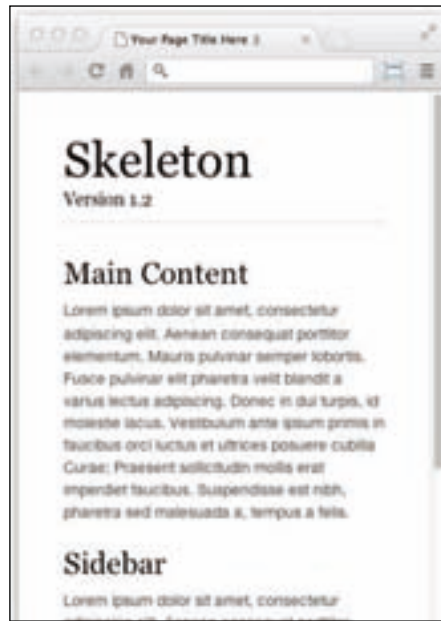 Your Page Title Here :)
Skeleton
Version 1.2
Main Content
Lorem ipsum dolor sit amet, consectetur
adipiscing elit. Aenean consequat porttitor
elementum. Mauris pulvinar semper lobortis.
Fusce pulvinar elit pharetra velit blandit a
varius lectus adipiscing. Donec in dui turpis, id
molestie lacus. Vestibulum ante ipsum primis in
faucibus orci luctus et ultrices posuere cubilia
Curae; Praesent sollicitudin mollis erat
imperdiet faucibus. Suspendisse est nibh,
pharetra sed malesuada a, tempus a felis.
Sidebar
Lorem ipsum dolor sit amet, consectetur